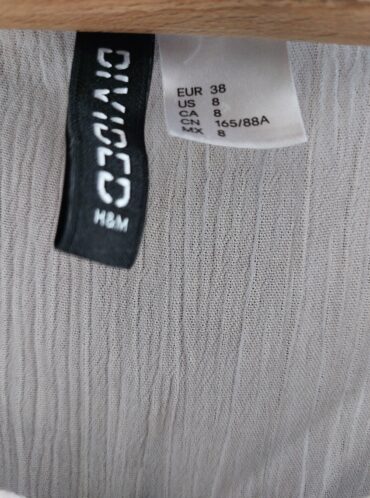 DIVIDED
H&M
EUR 38
US 8
CA 8
CN 165/88A
MX 8